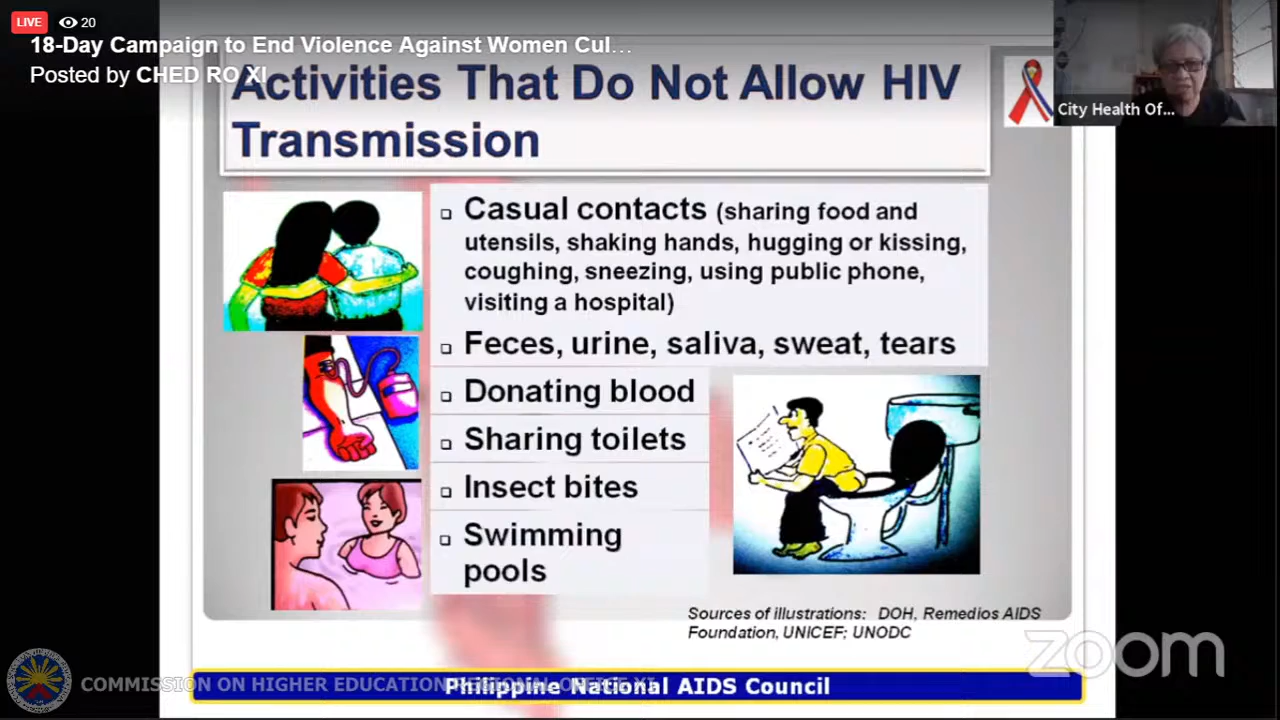 LIVE 20
18-Day Campaign to End Violence Against Women Cul...
Posted by CHED RO XI
Activities That Do Not Allow HIV
Transmission
City Health Of...
❑ Casual contacts (sharing food and
utensils, shaking hands, hugging or kissing,
coughing, sneezing, using public phone,
visiting a hospital)
❑ Feces, urine, saliva, sweat, tears
❑ Donating blood
❑ Sharing toilets
❑ Insect bites
❑ Swimming
pools
Sources of illustrations: DOH, Remedios AIDS
Foundation, UNICEF; UNODC
zoom
COMMISSION ON HIGHER EDUCATION REGIONAL OFFICE XI
Philippine National AIDS Council